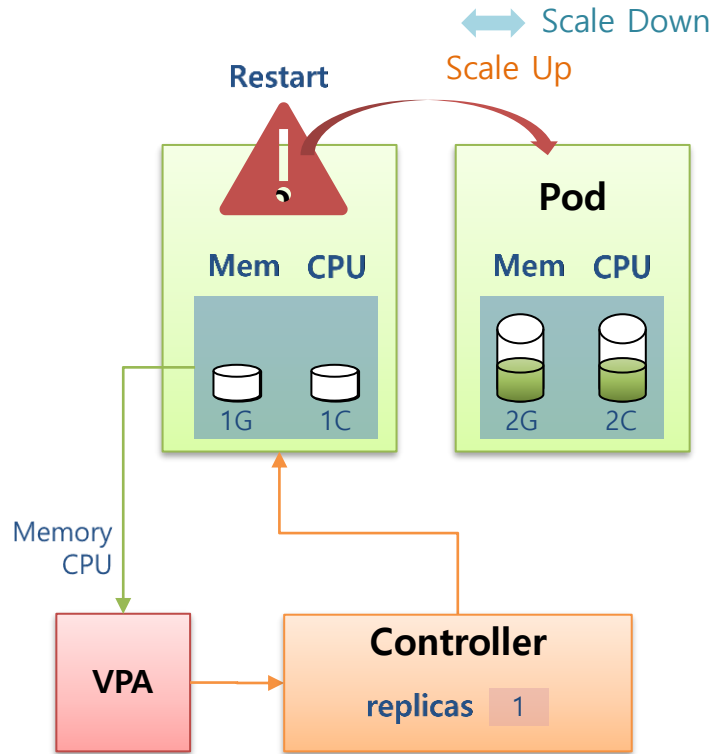 Scale Down
Scale Up
Restart
Pod
Mem CPU
Mem CPU
1G 1C
2G 2C
Memory
CPU
VPA
Controller
replicas 1